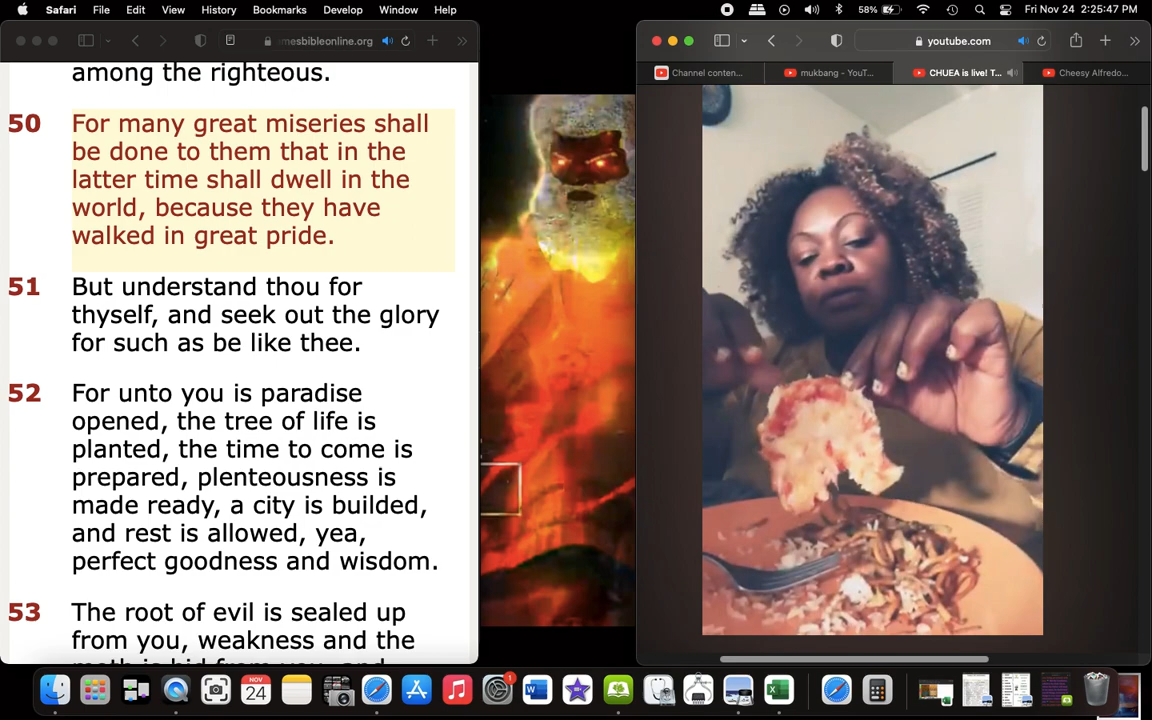 Safari File Edit View History Bookmarks Develop Window Help
58% Fri Nov 24 2:25:47 PM
mesbibleonline.org
youtube.com
Channel conten...
mukbang - YouT...
CHUEA is live! T...
Cheesy Alfredo...
among the righteous.
50 For many great miseries shall
be done to them that in the
latter time shall dwell in the
world, because they have
walked in great pride.
51 But understand thou for
thyself, and seek out the glory
for such as be like thee.
52 For unto you is paradise
opened, the tree of life is
planted, the time to come is
prepared, plenteousness is
made ready, a city is builded,
and rest is allowed, yea,
perfect goodness and wisdom.
53 The root of evil is sealed up
from you, weakness and the
NOV
24
1